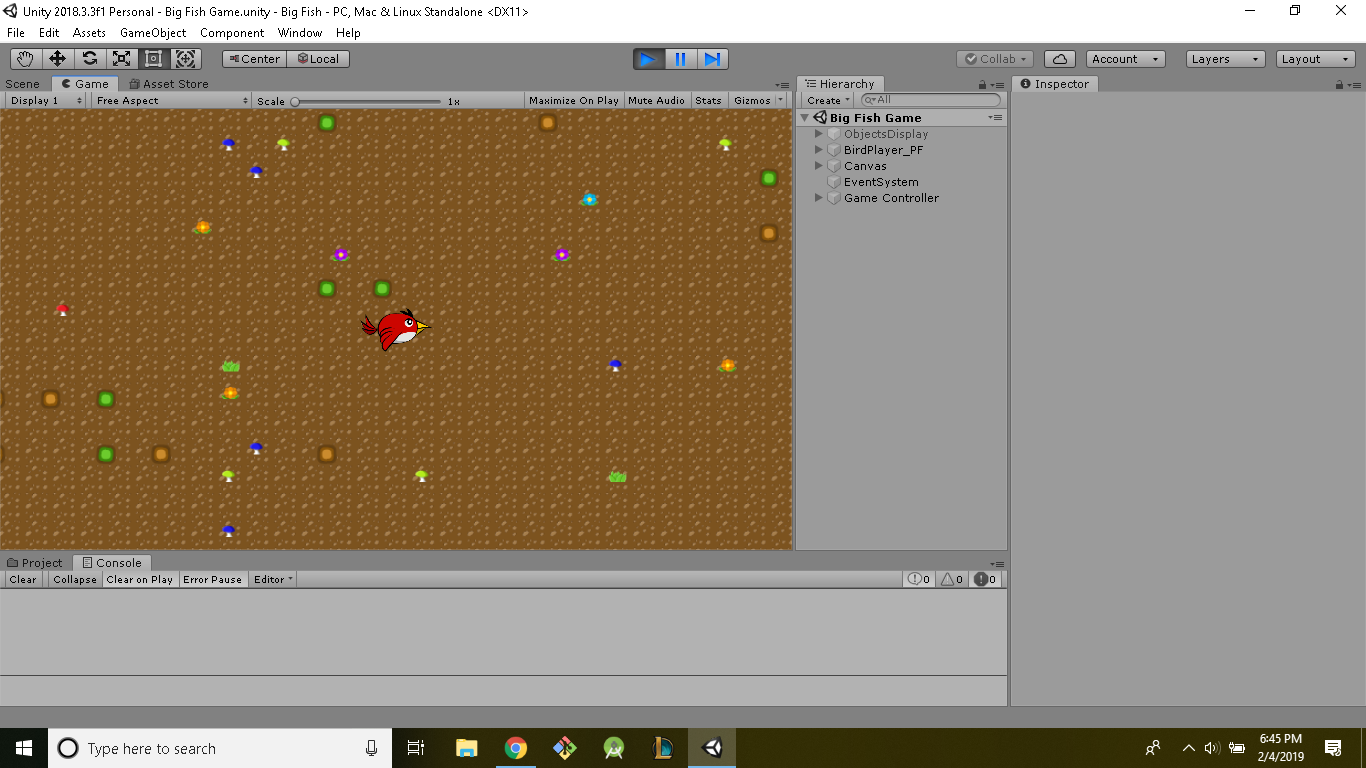 Unity 2018.3.3f1 Personal - Big Fish Game.unity - Big Fish - PC, Mac & Linux Standalone <DX11>
File Edit Assets GameObject Component Window Help
Center Local Collab Account Layers Layout
Scene Game Asset Store Hierarchy Inspector
Display 1 Free Aspect Scale 1x Maximize On Play Mute Audio Stats Gizmos Create All
Big Fish Game
ObjectsDisplay
BirdPlayer_PF
Canvas
EventSystem
Game Controller
Project Console
Clear Collapse Clear on Play Error Pause Editor 0 0 0
Type here to search
6:45 PM
2/4/2019